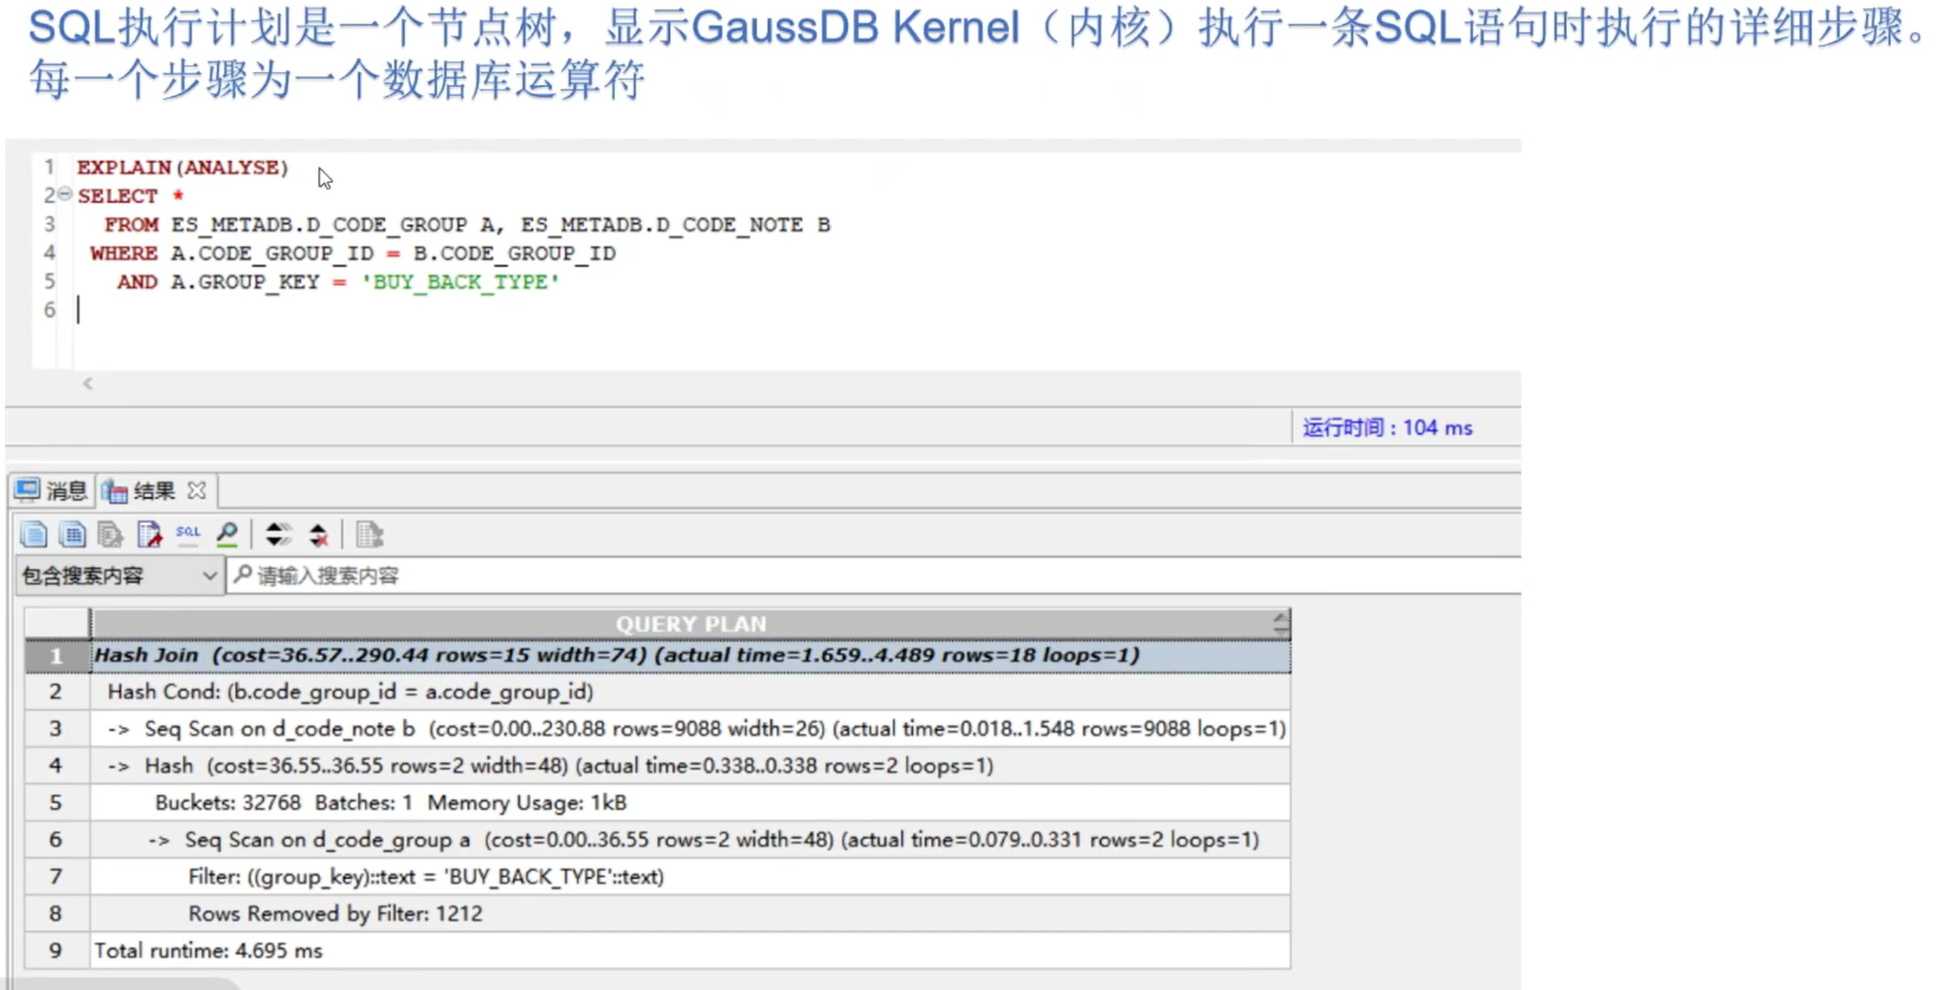 SQL执行计划是一个节点树，显示GaussDB Kernel（内核）执行一条SQL语句时执行的详细步骤。
每一个步骤为一个数据库运算符
1 EXPLAIN(ANALYSE)
2 SELECT *
3 FROM ES_METADB.D_CODE_GROUP A, ES_METADB.D_CODE_NOTE B
4 WHERE A.CODE_GROUP_ID = B.CODE_GROUP_ID
5 AND A.GROUP_KEY = 'BUY_BACK_TYPE'
6
运行时间 : 104 ms
消息 结果
SQL
包含搜索内容 请输入搜索内容
QUERY PLAN
1 Hash Join (cost=36.57..290.44 rows=15 width=74) (actual time=1.659..4.489 rows=18 loops=1)
2 Hash Cond: (b.code_group_id = a.code_group_id)
3 -> Seq Scan on d_code_note b (cost=0.00..230.88 rows=9088 width=26) (actual time=0.018..1.548 rows=9088 loops=1)
4 -> Hash (cost=36.55..36.55 rows=2 width=48) (actual time=0.338..0.338 rows=2 loops=1)
5 Buckets: 32768 Batches: 1 Memory Usage: 1kB
6 -> Seq Scan on d_code_group a (cost=0.00..36.55 rows=2 width=48) (actual time=0.079..0.331 rows=2 loops=1)
7 Filter: ((group_key)::text = 'BUY_BACK_TYPE'::text)
8 Rows Removed by Filter: 1212
9 Total runtime: 4.695 ms